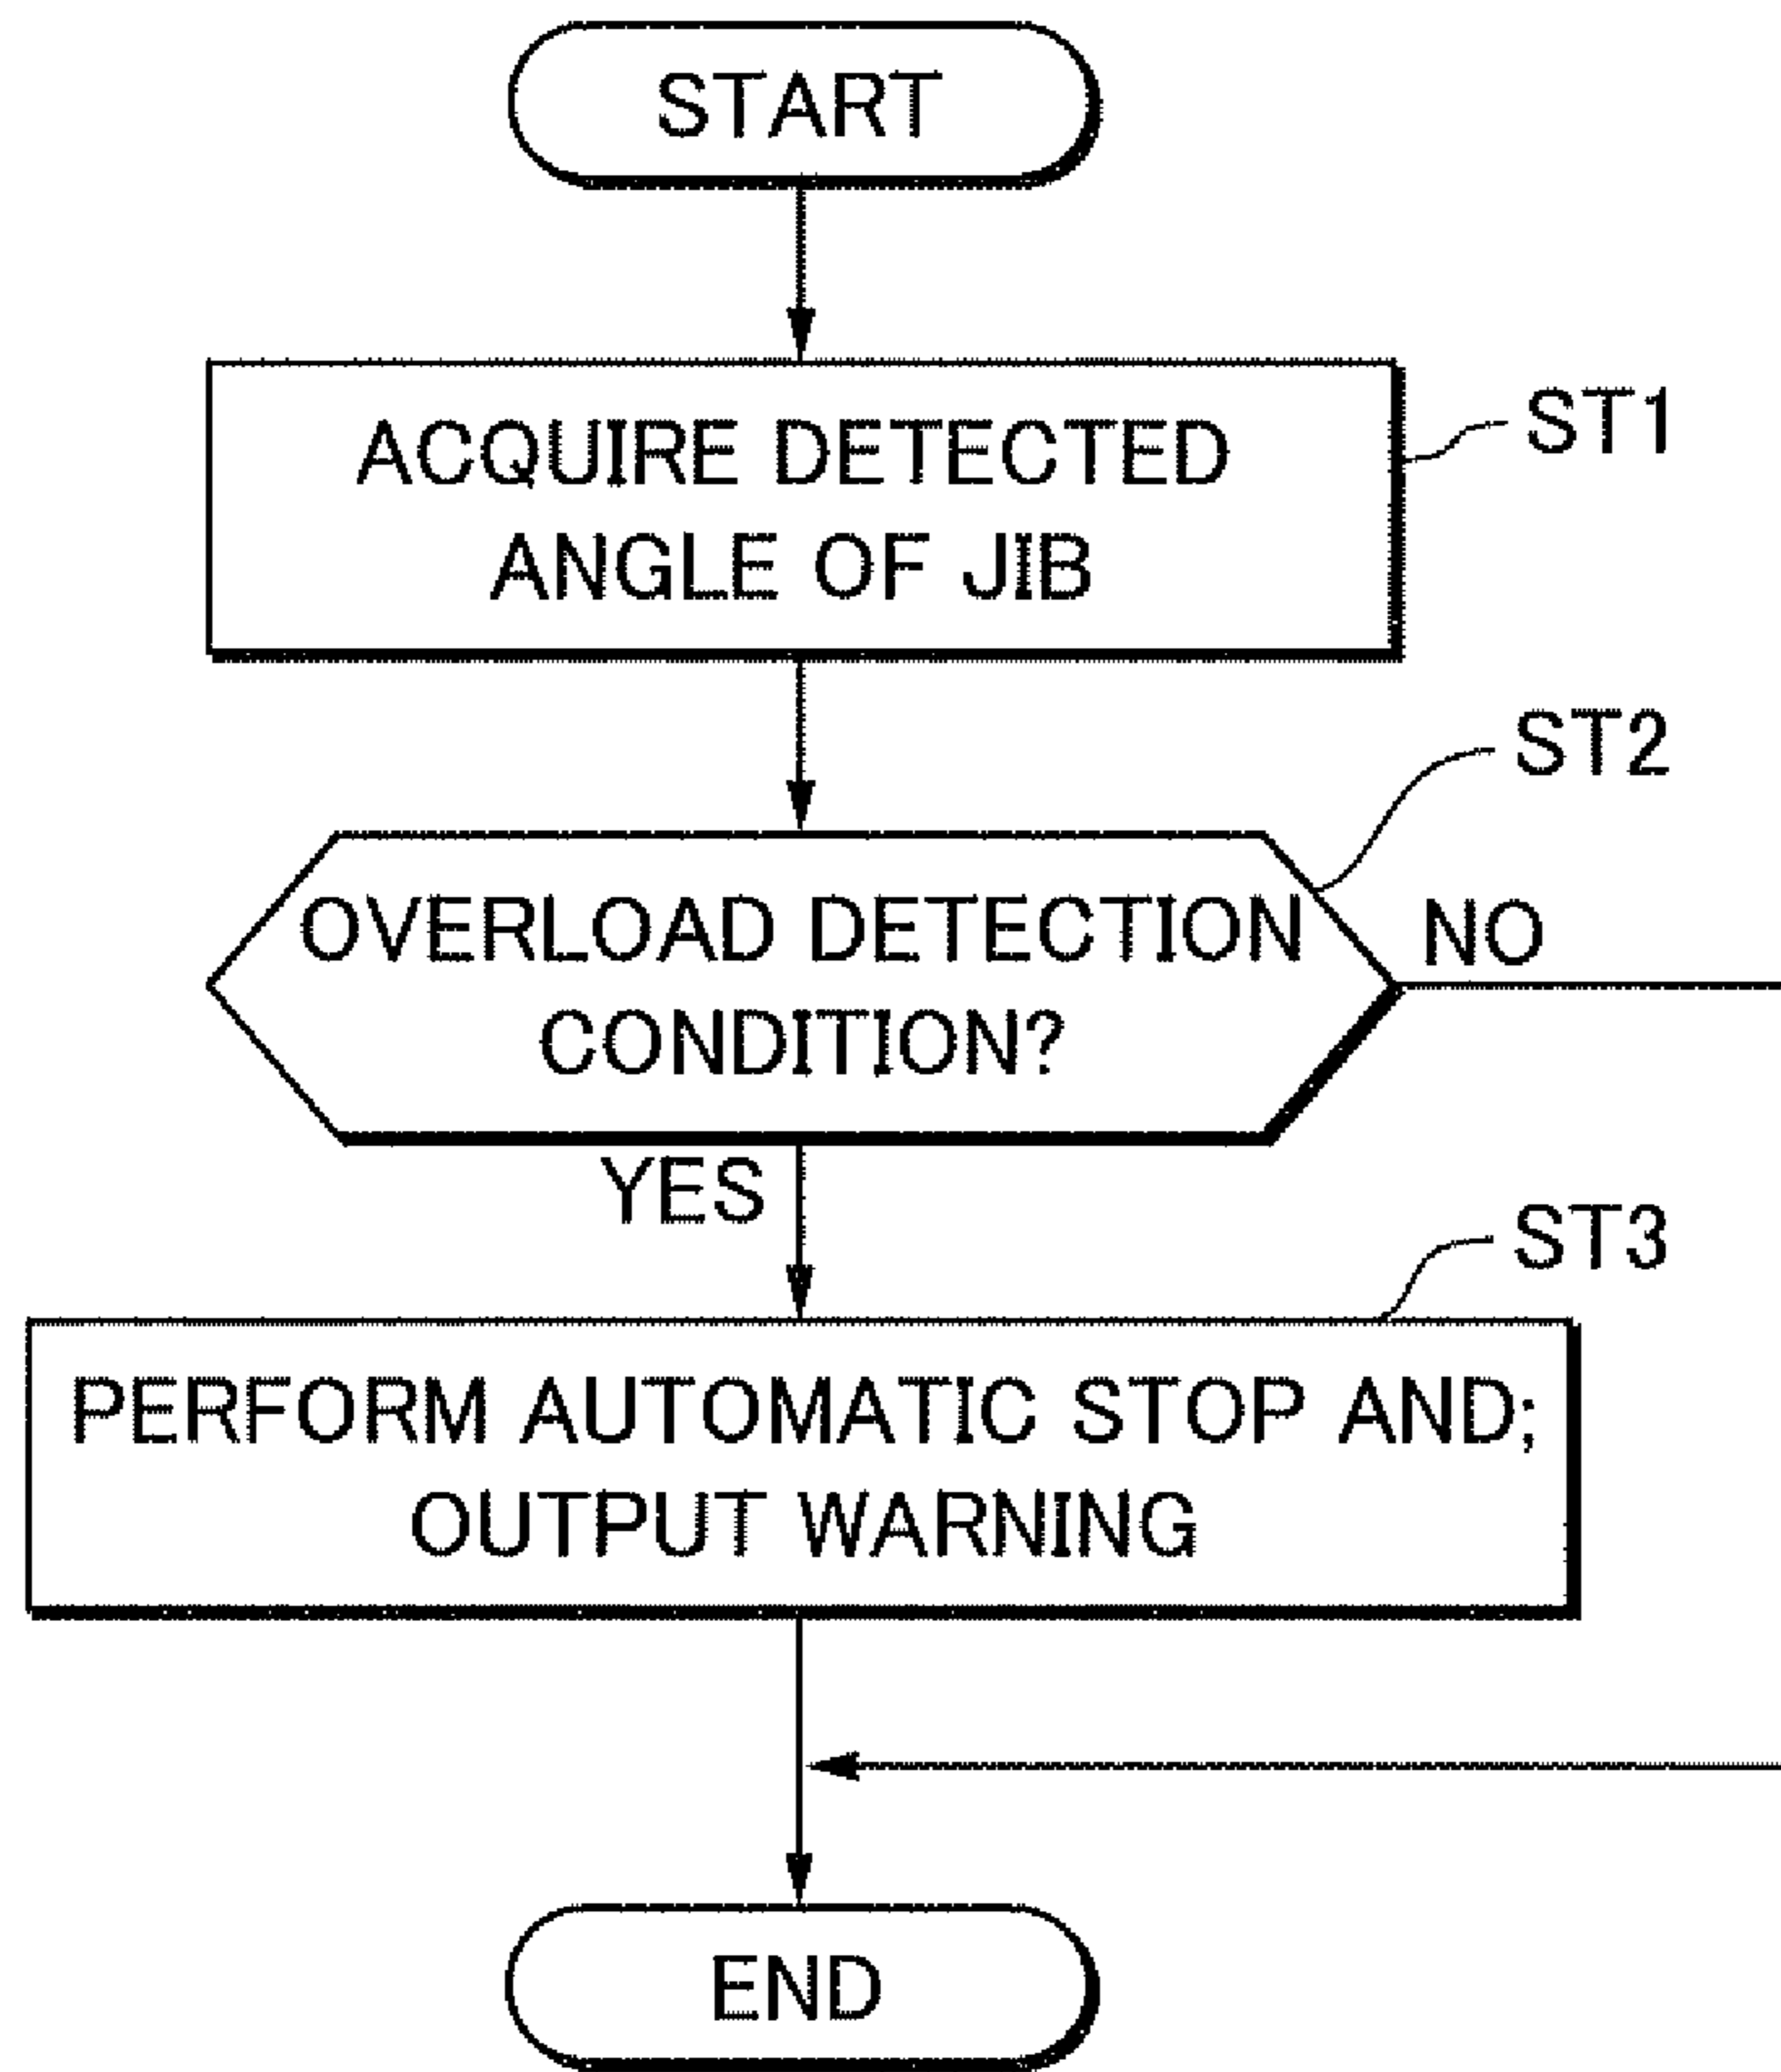 START
ACQUIRE DETECTED
ANGLE OF JIB
ST1
ST2
OVERLOAD DETECTION
CONDITION?
NO
YES
ST3
PERFORM AUTOMATIC STOP AND;
OUTPUT WARNING
END